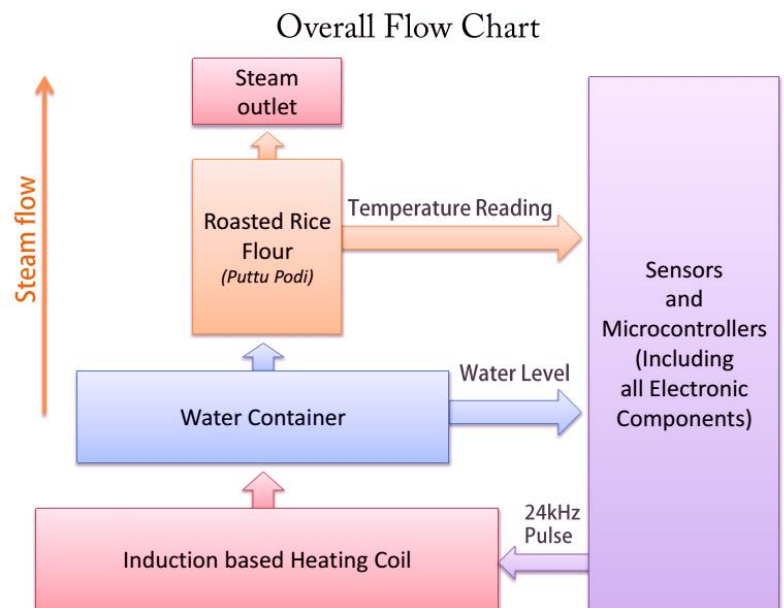 Overall Flow Chart
Steam
outlet
Steam flow
Roasted Rice
Flour
(Puttu Podi)
Temperature Reading
Sensors
and
Microcontrollers
(Including
all Electronic
Components)
Water Container
Water Level
Induction based Heating Coil
24kHz
Pulse